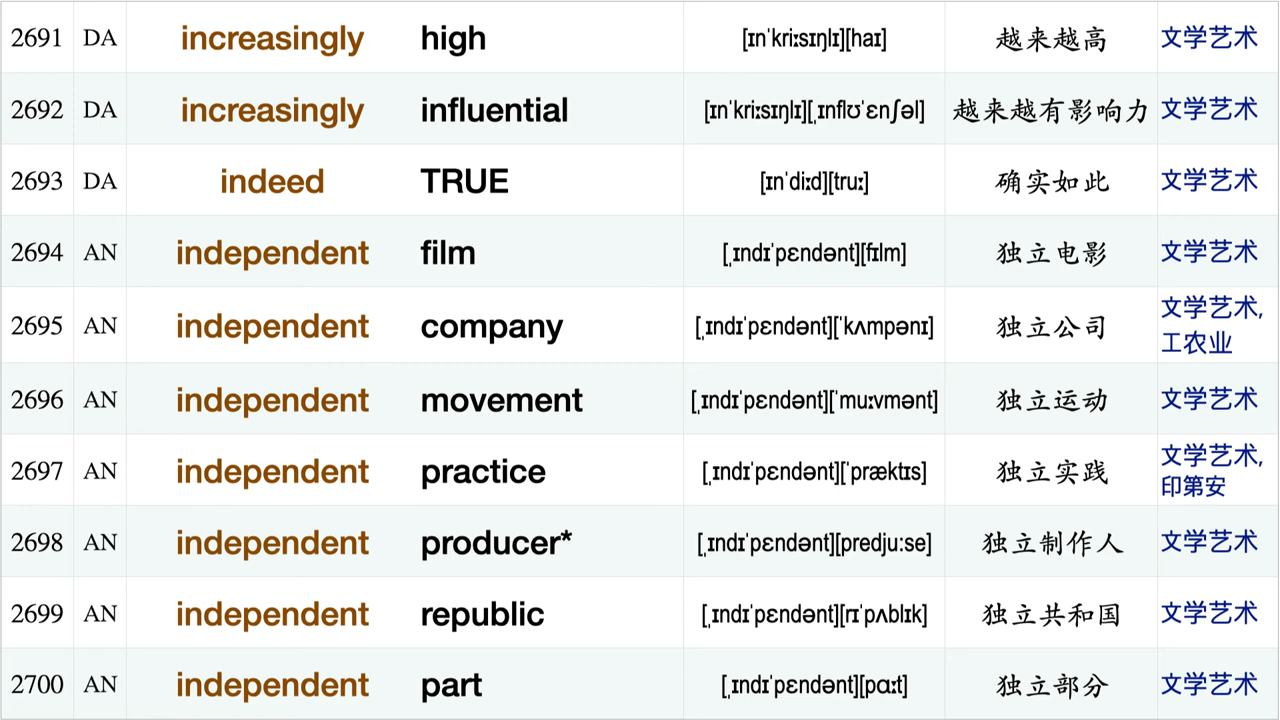 2691 DA increasingly high [ɪnˈkriːsɪŋlɪ][haɪ] 越来越高 文学艺术
2692 DA increasingly influential [ɪnˈkriːsɪŋlɪ][ˌɪnflʊˈɛnʃəl] 越来越有影响力 文学艺术
2693 DA indeed TRUE [ɪnˈdiːd][truː] 确实如此 文学艺术
2694 AN independent film [ˌɪndɪˈpɛndənt][fɪlm] 独立电影 文学艺术
2695 AN independent company [ˌɪndɪˈpɛndənt][ˈkʌmpənɪ] 独立公司 文学艺术,
工农业
2696 AN independent movement [ˌɪndɪˈpɛndənt][ˈmuːvmənt] 独立运动 文学艺术
2697 AN independent practice [ˌɪndɪˈpɛndənt][ˈpræktɪs] 独立实践 文学艺术,
印第安
2698 AN independent producer* [ˌɪndɪˈpɛndənt][predju:se] 独立制作人 文学艺术
2699 AN independent republic [ˌɪndɪˈpɛndənt][rɪˈpʌblɪk] 独立共和国 文学艺术
2700 AN independent part [ˌɪndɪˈpɛndənt][pɑːt] 独立部分 文学艺术